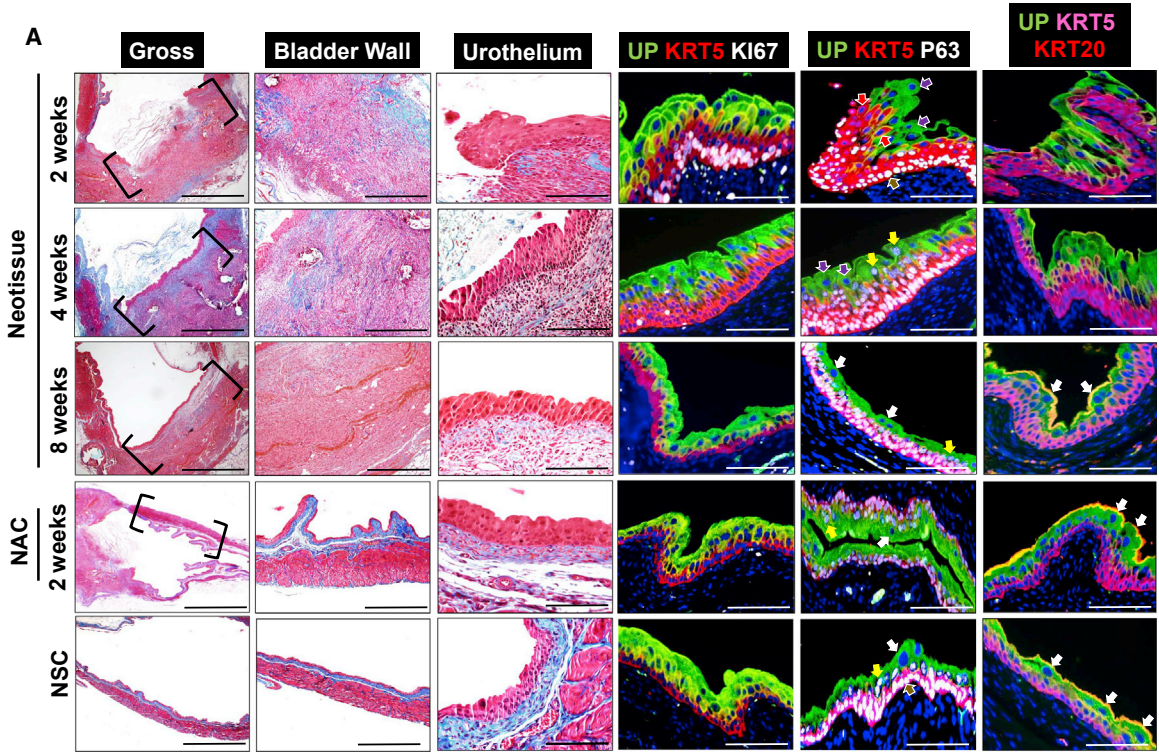 A
Gross
Bladder Wall
Urothelium
UP KRT5 KI67
UP KRT5 P63
UP KRT5
KRT20
Neotissue
2 weeks
4 weeks
8 weeks
NAC
2 weeks
NSC